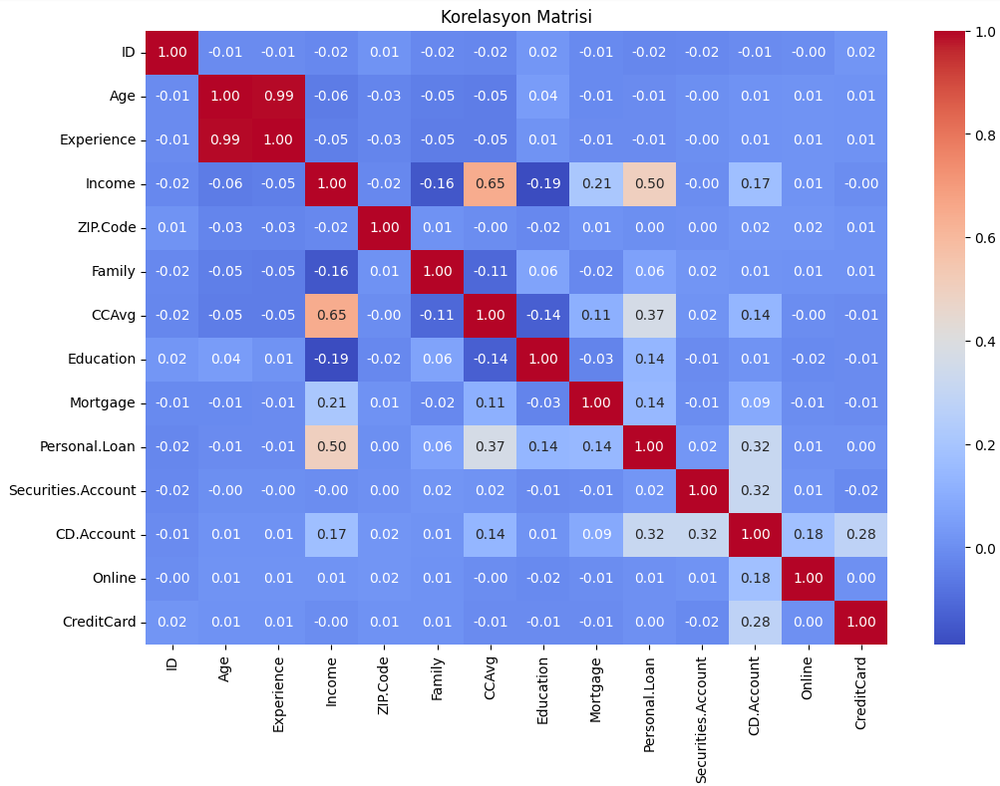 Korelasyon Matrisi
ID 1.00 -0.01 -0.01 -0.02 0.01 -0.02 -0.02 0.02 -0.01 -0.02 -0.02 -0.01 -0.00 0.02
Age -0.01 1.00 0.99 -0.06 -0.03 -0.05 -0.05 0.04 -0.01 -0.01 -0.00 0.01 0.01 0.01
Experience -0.01 0.99 1.00 -0.05 -0.03 -0.05 -0.05 0.01 -0.01 -0.01 -0.00 0.01 0.01 0.01
Income -0.02 -0.06 -0.05 1.00 -0.02 -0.16 0.65 -0.19 0.21 0.50 -0.00 0.17 0.01 -0.00
ZIP.Code 0.01 -0.03 -0.03 -0.02 1.00 0.01 -0.00 -0.02 0.01 0.00 0.00 0.02 0.02 0.01
Family -0.02 -0.05 -0.05 -0.16 0.01 1.00 -0.11 0.06 -0.02 0.06 0.02 0.01 0.01 0.01
CCAvg -0.02 -0.05 -0.05 0.65 -0.00 -0.11 1.00 -0.14 0.11 0.37 0.02 0.14 -0.00 -0.01
Education 0.02 0.04 0.01 -0.19 -0.02 0.06 -0.14 1.00 -0.03 0.14 -0.01 0.01 -0.02 -0.01
Mortgage -0.01 -0.01 -0.01 0.21 0.01 -0.02 0.11 -0.03 1.00 0.14 -0.01 0.09 -0.01 -0.01
Personal.Loan -0.02 -0.01 -0.01 0.50 0.00 0.06 0.37 0.14 0.14 1.00 0.02 0.32 0.01 0.00
Securities.Account -0.02 -0.00 -0.00 -0.00 0.00 0.02 0.02 -0.01 -0.01 0.02 1.00 0.32 0.01 -0.02
CD.Account -0.01 0.01 0.01 0.17 0.02 0.01 0.14 0.01 0.09 0.32 0.32 1.00 0.18 0.28
Online -0.00 0.01 0.01 0.01 0.02 0.01 -0.00 -0.02 -0.01 0.01 0.01 0.18 1.00 0.00
CreditCard 0.02 0.01 0.01 -0.00 0.01 0.01 -0.01 -0.01 -0.01 0.00 -0.02 0.28 0.00 1.00
ID Age Experience Income ZIP.Code Family CCAvg Education Mortgage Personal.Loan Securities.Account CD.Account Online CreditCard
1.0
0.8
0.6
0.4
0.2
0.0